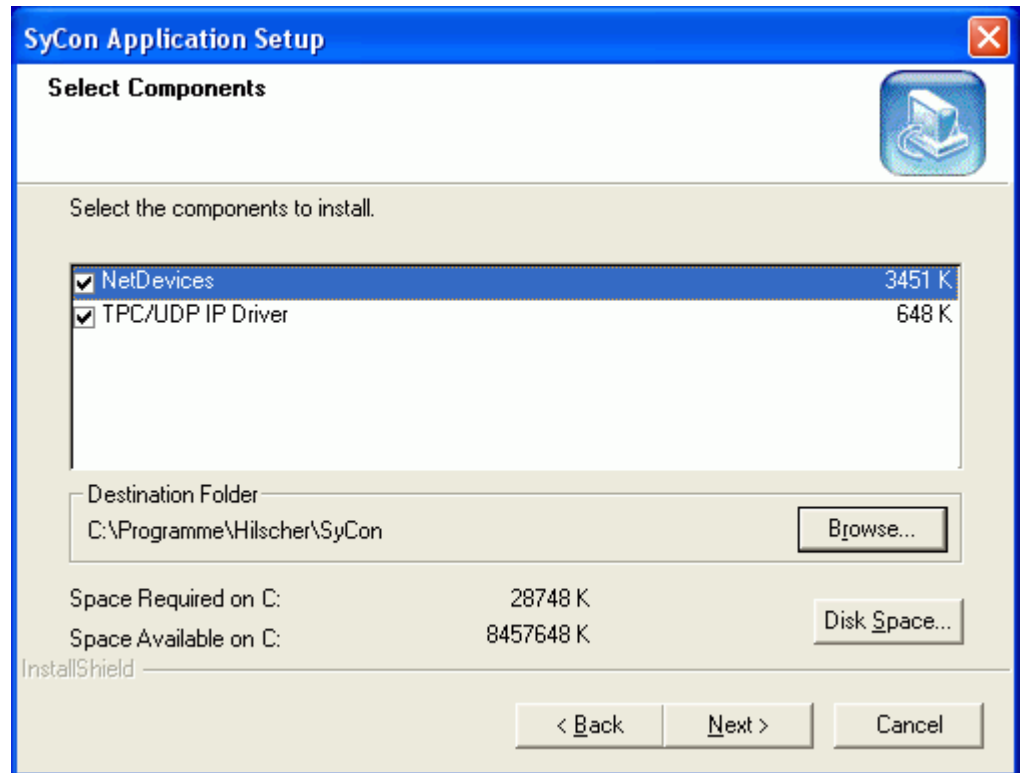 SyCon Application Setup
Select Components
Select the components to install.
NetDevices 3451 K
TPC/UDP IP Driver 648 K
Destination Folder
C:\Programme\Hilscher\SyCon
Browse...
Space Required on C: 28748 K
Space Available on C: 8457648 K
Disk Space...
InstallShield
< Back Next > Cancel